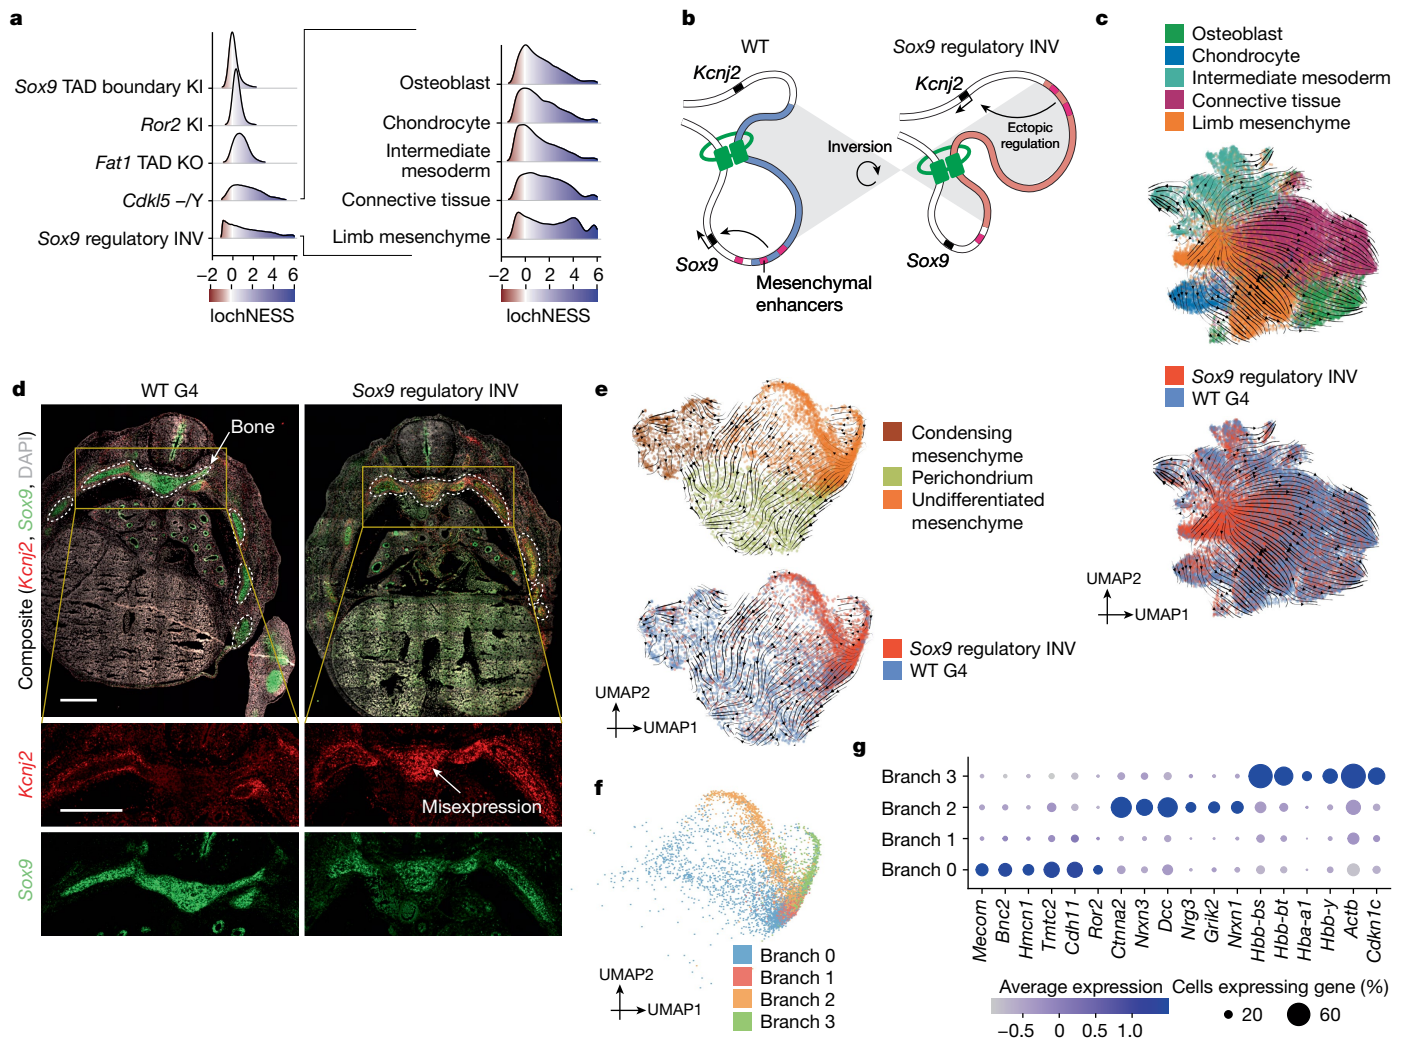 a
Sox9 TAD boundary KI
Ror2 KI
Fat1 TAD KO
Cdkl5 −/Y
Sox9 regulatory INV
−2 0 2 4 6
lochNESS
Osteoblast
Chondrocyte
Intermediate
mesoderm
Connective tissue
Limb mesenchyme
−2 0 2 4 6
lochNESS
b
WT
Sox9 regulatory INV
Kcnj2
Kcnj2
Ectopic
regulation
Inversion
Sox9
Sox9
Mesenchymal
enhancers
c
Osteoblast
Chondrocyte
Intermediate mesoderm
Connective tissue
Limb mesenchyme
Sox9 regulatory INV
WT G4
UMAP2
UMAP1
d
WT G4
Sox9 regulatory INV
Composite (Kcnj2, Sox9, DAPI)
Bone
Kcnj2
Misexpression
Sox9
e
Condensing
mesenchyme
Perichondrium
Undifferentiated
mesenchyme
Sox9 regulatory INV
WT G4
UMAP2
UMAP1
f
Branch 0
Branch 1
Branch 2
Branch 3
UMAP2
UMAP1
g
Branch 3
Branch 2
Branch 1
Branch 0
Mecom
Bnc2
Hmcn1
Tmtc2
Cdh11
Ror2
Ctnna2
Nrxn3
Dcc
Nrg3
Grik2
Nrxn1
Hbb-bs
Hbb-bt
Hba-a1
Hbb-y
Actb
Cdkn1c
Average expression
−0.5 0 0.5 1.0
Cells expressing gene (%)
20 60